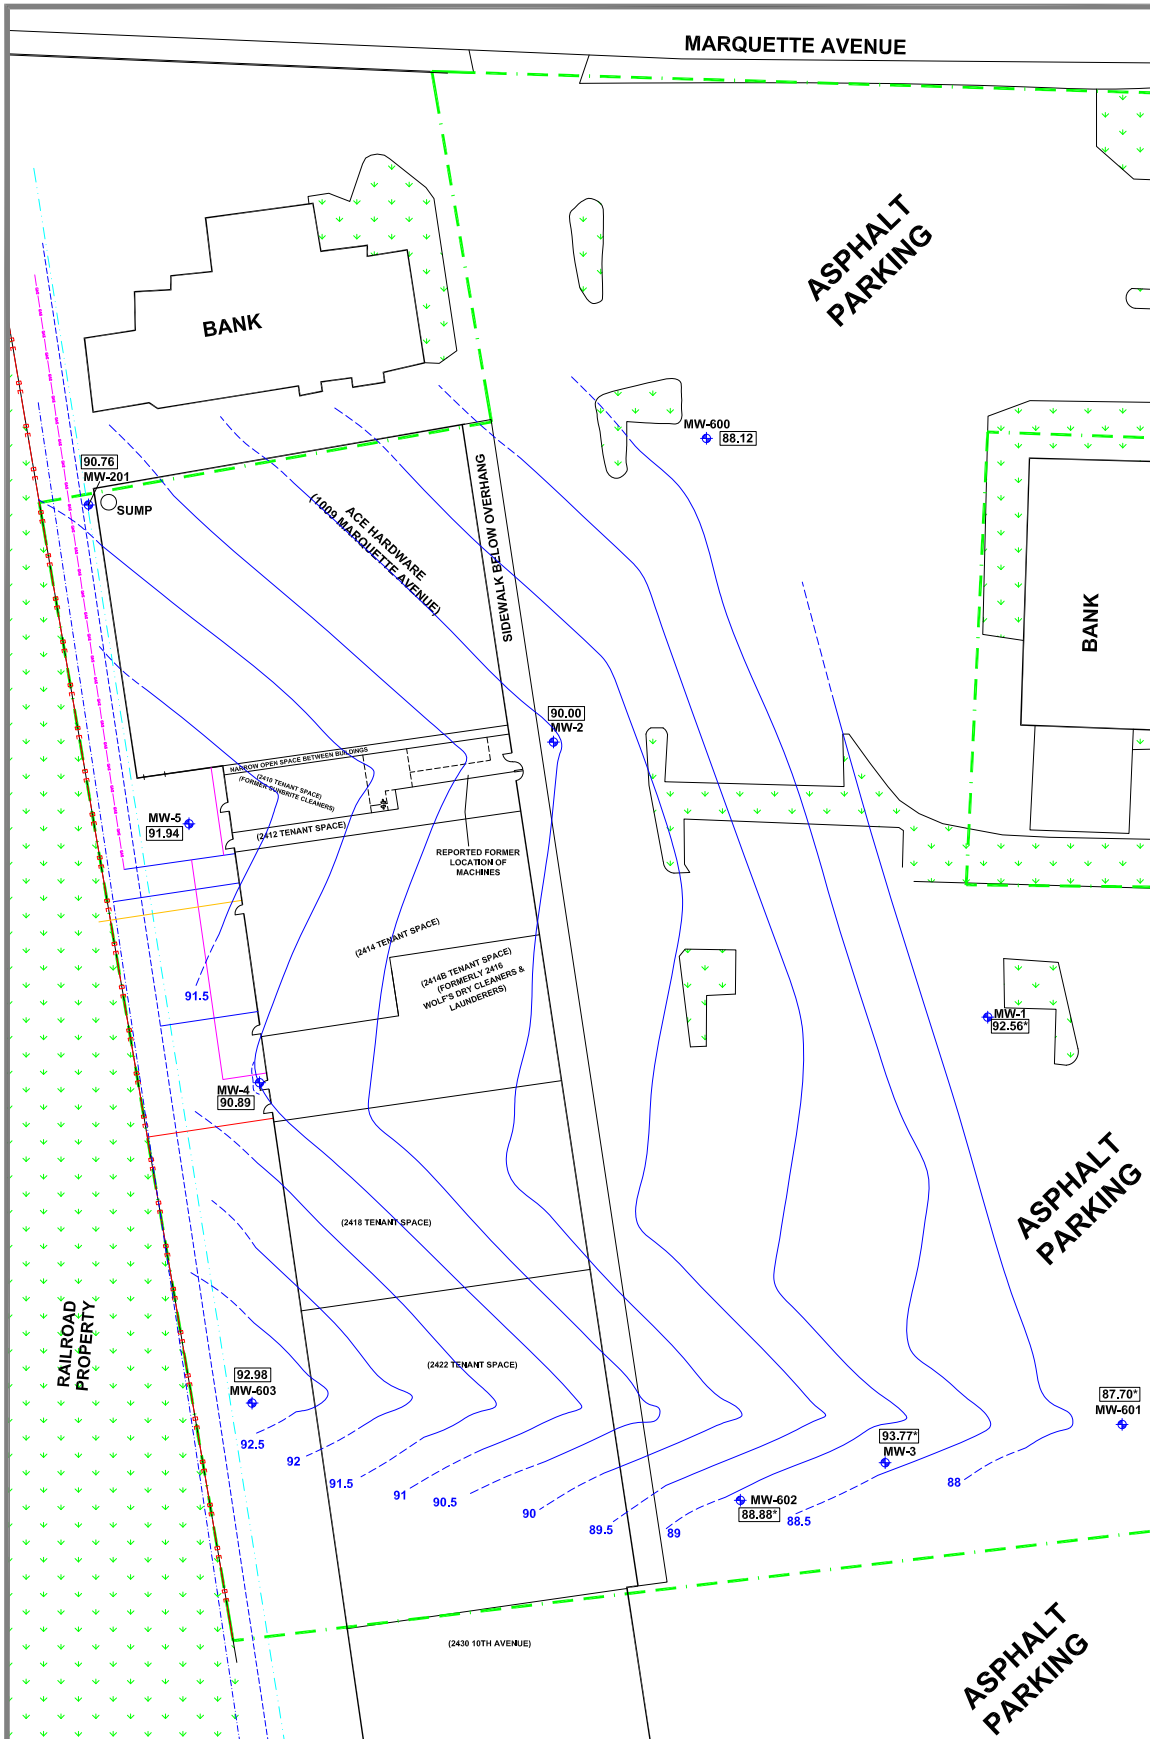 MARQUETTE AVENUE
ASPHALT
PARKING
BANK
MW-600
88.12
90.76
MW-201
SUMP
ACE HARDWARE
(1009 MARQUETTE AVENUE)
SIDEWALK BELOW OVERHANG
BANK
90.00
MW-2
NARROW OPEN SPACE BETWEEN BUILDINGS
(2410 TENANT SPACE)
(FORMER SUNBRITE CLEANERS)
MW-5
91.94
(2412 TENANT SPACE)
REPORTED FORMER
LOCATION OF
MACHINES
(2414 TENANT SPACE)
(2414B TENANT SPACE)
(FORMERLY 2416
WOLF'S DRY CLEANERS &
LAUNDERERS)
91.5
MW-1
92.56*
MW-4
90.89
ASPHALT
PARKING
(2418 TENANT SPACE)
RAILROAD
PROPERTY
(2422 TENANT SPACE)
92.98
MW-603
87.70*
MW-601
92.5
92
91.5
91
90.5
90
89.5
89
88.5
88
93.77*
MW-3
MW-602
88.88*
(2430 10TH AVENUE)
ASPHALT
PARKING